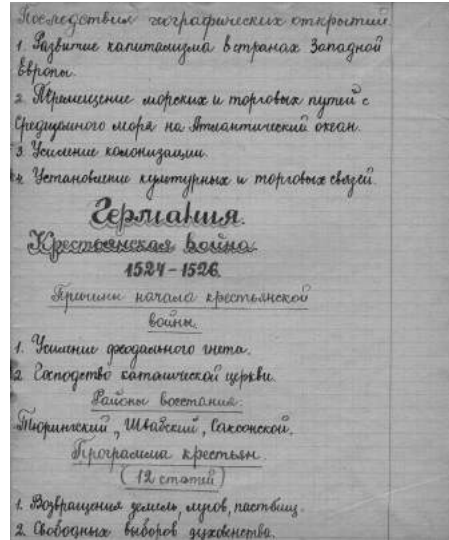 Последствия географических открытий.
1. Развитие капитализма в странах Западной
Европы.
2. Перемещение морских и торговых путей с
Средиземного моря на Атлантический океан.
3. Усиление колонизации.
4. Установление культурных и торговых связей.
Германия.
Крестьянская война
1524-1526.
Причины начала крестьянской
войны.
1. Усиление феодального гнета.
2. Господство католической церкви.
Районы восстания:
Тюрингский, Швабский, Саксонской.
Программа крестьян.
(12 статей)
1. Возвращения земель, лугов, пастбищ.
2. Свободных выборов духовенства.